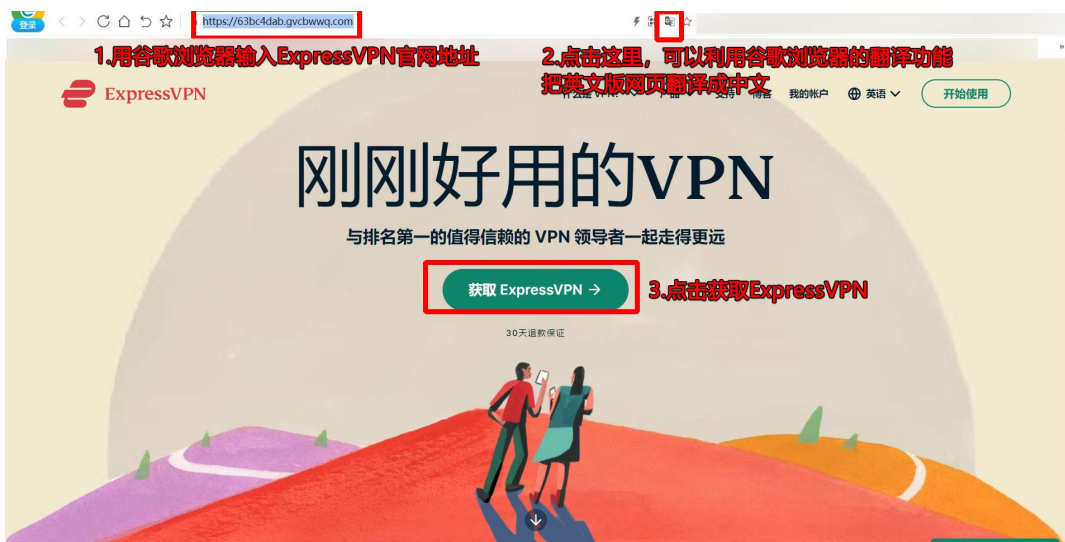 登录
https://63bc4dab.gvcbwwq.com
1.用谷歌浏览器输入ExpressVPN官网地址
2.点击这里，可以利用谷歌浏览器的翻译功能
把英文版网页翻译成中文
ExpressVPN
我的帐户
英语
开始使用
刚刚好用的VPN
与排名第一的值得信赖的 VPN 领导者一起走得更远
获取 ExpressVPN →
3.点击获取ExpressVPN
30天退款保证